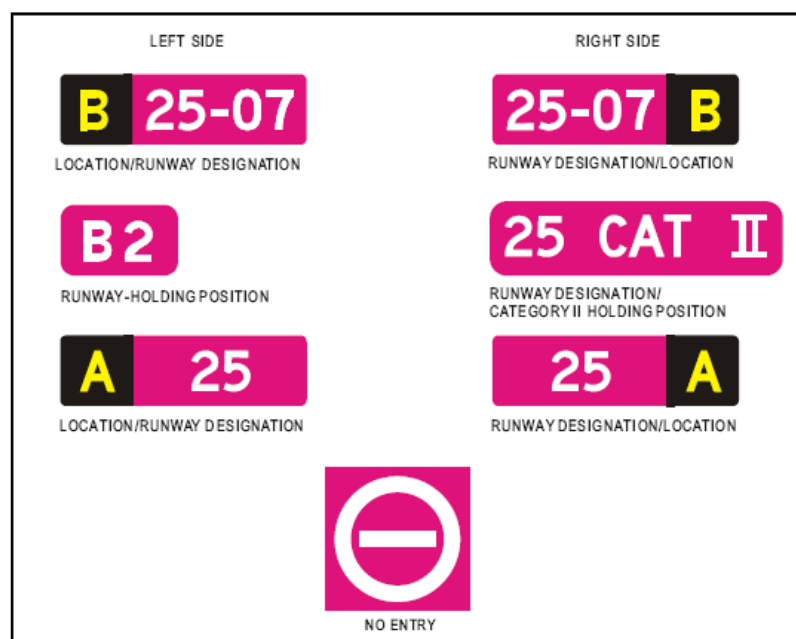 LEFT SIDE
RIGHT SIDE
B 25-07
25-07 B
LOCATION/RUNWAY DESIGNATION
RUNWAY DESIGNATION/LOCATION
B2
25 CAT II
RUNWAY-HOLDING POSITION
RUNWAY DESIGNATION/
CATEGORY II HOLDING POSITION
A 25
25 A
LOCATION/RUNWAY DESIGNATION
RUNWAY DESIGNATION/LOCATION
NO ENTRY